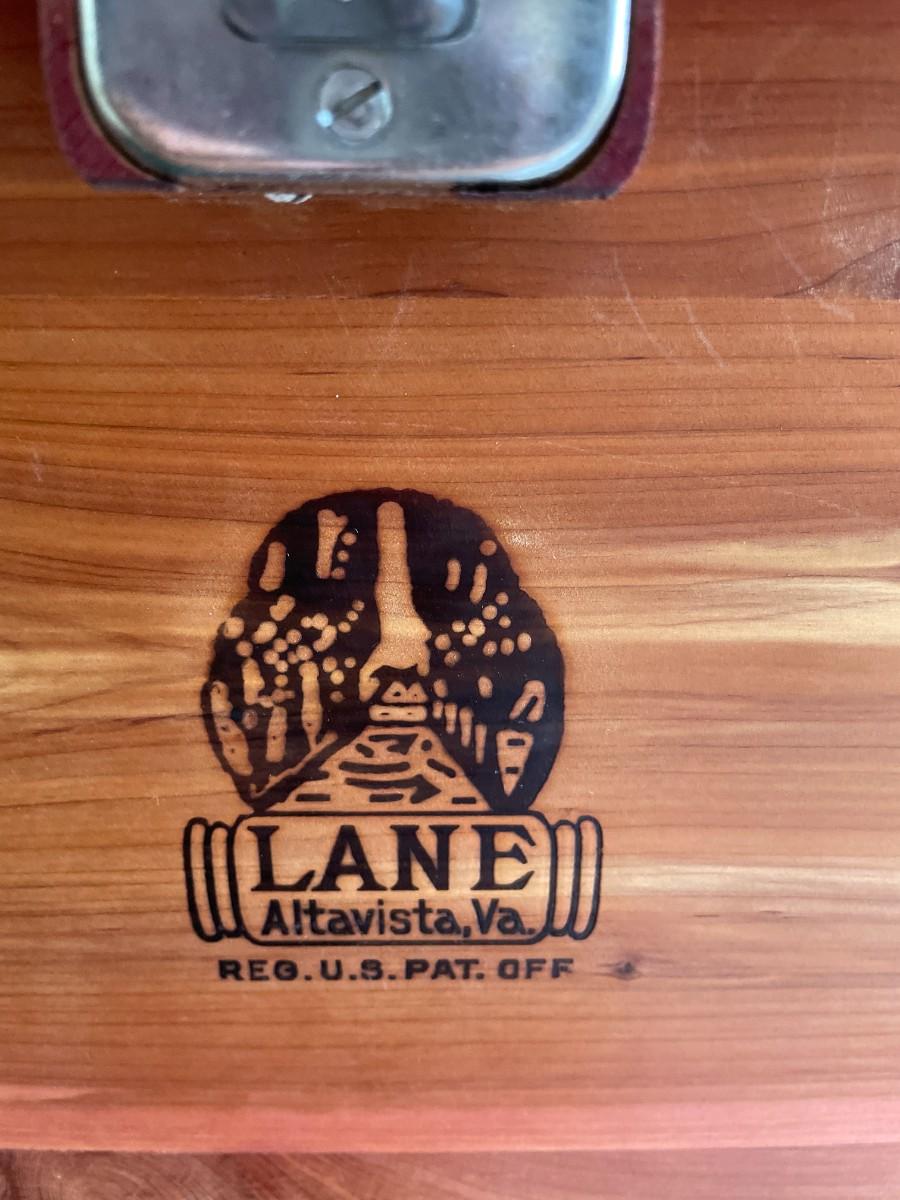 LANE
Altavista,Va.
REG. U.S. PAT. OFF